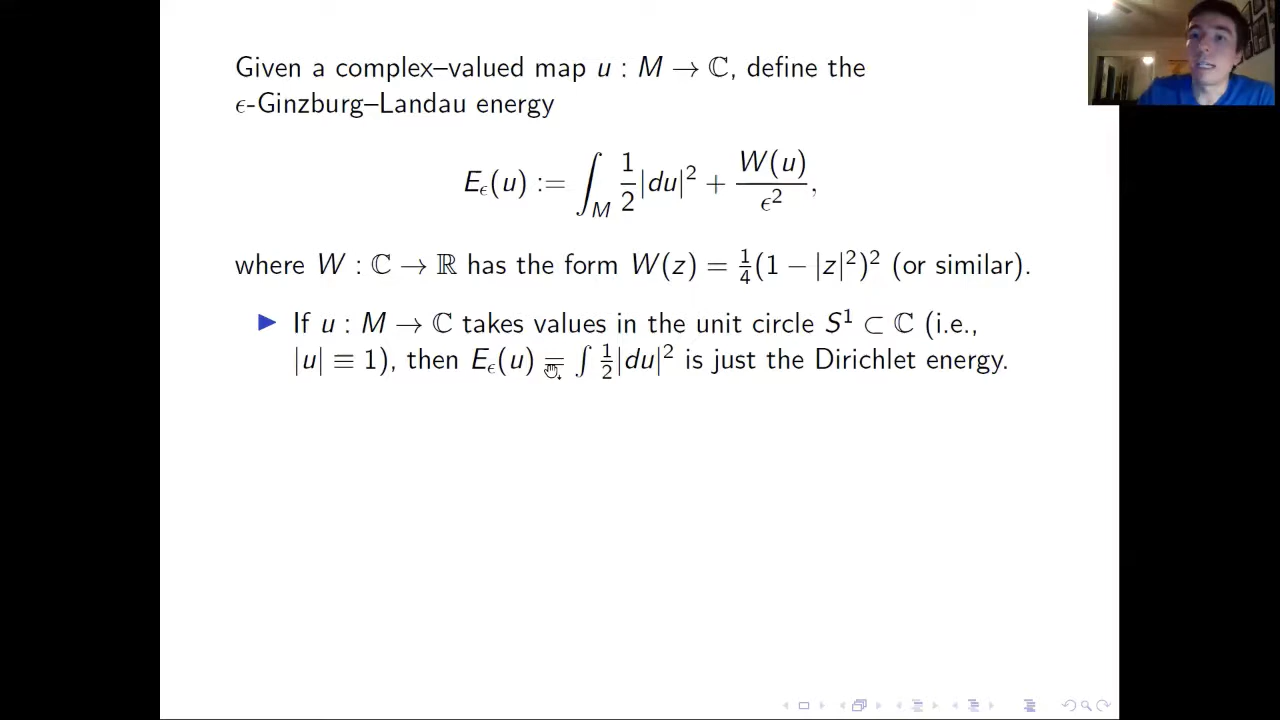 Given a complex–valued map u : M → ℂ, define the
ϵ-Ginzburg–Landau energy
E_ϵ(u) := ∫_M 1/2 |du|² + W(u)/ϵ²,
where W : ℂ → ℝ has the form W(z) = 1/4(1 − |z|²)² (or similar).
▶ If u : M → ℂ takes values in the unit circle S¹ ⊂ ℂ (i.e.,
|u| ≡ 1), then E_ϵ(u) = ∫ 1/2|du|² is just the Dirichlet energy.